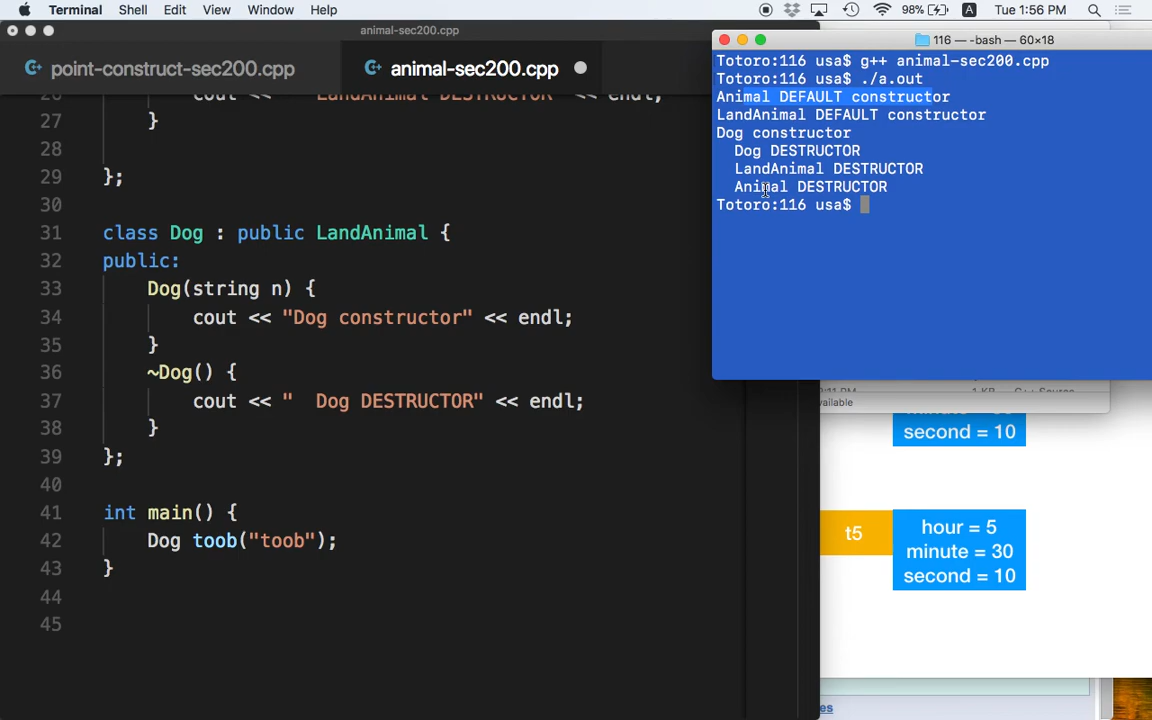 Terminal Shell Edit View Window Help
98% A Tue 1:56 PM
animal-sec200.cpp
point-construct-sec200.cpp
animal-sec200.cpp
cout << " LandAnimal DESTRUCTOR" << endl;
27 }
28
29 };
30
31 class Dog : public LandAnimal {
32 public:
33 Dog(string n) {
34 cout << "Dog constructor" << endl;
35 }
36 ~Dog() {
37 cout << "  Dog DESTRUCTOR" << endl;
38 }
39 };
40
41 int main() {
42 Dog toob("toob");
43 }
44
45
116 — -bash — 60×18
Totoro:116 usa$ g++ animal-sec200.cpp
Totoro:116 usa$ ./a.out
Animal DEFAULT constructor
LandAnimal DEFAULT constructor
Dog constructor
Dog DESTRUCTOR
LandAnimal DESTRUCTOR
Animal DESTRUCTOR
Totoro:116 usa$
second = 10
t5
hour = 5
minute = 30
second = 10